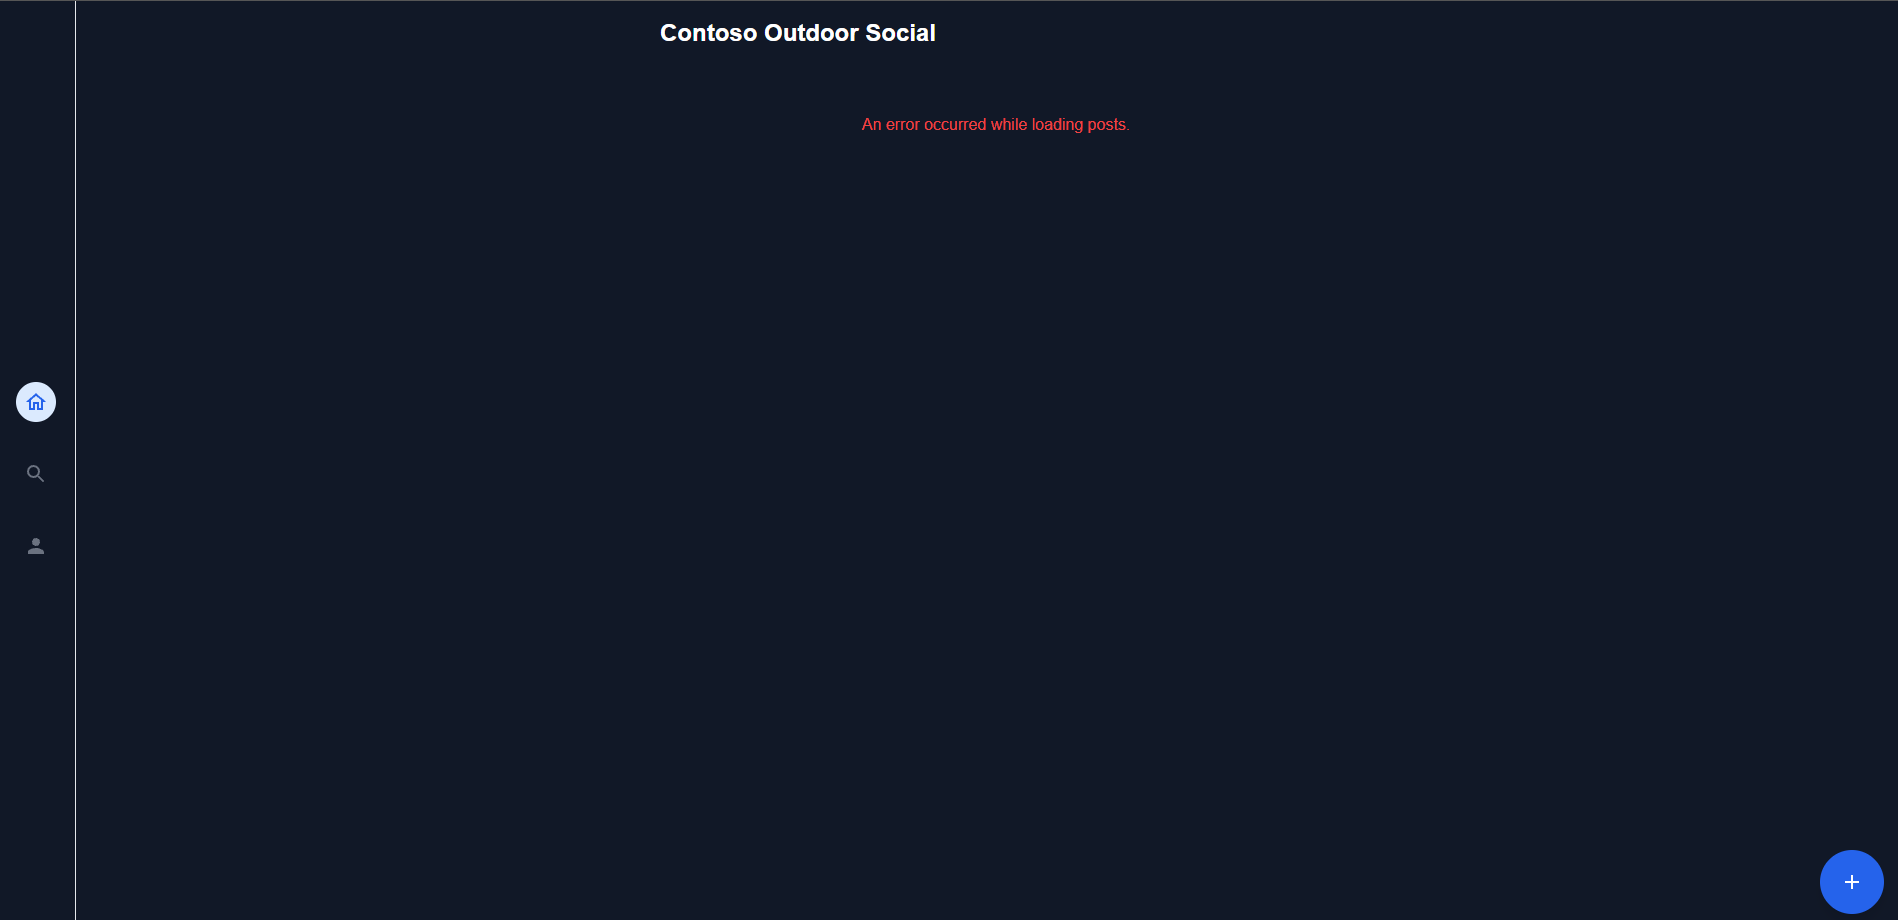 Contoso Outdoor Social
An error occurred while loading posts.